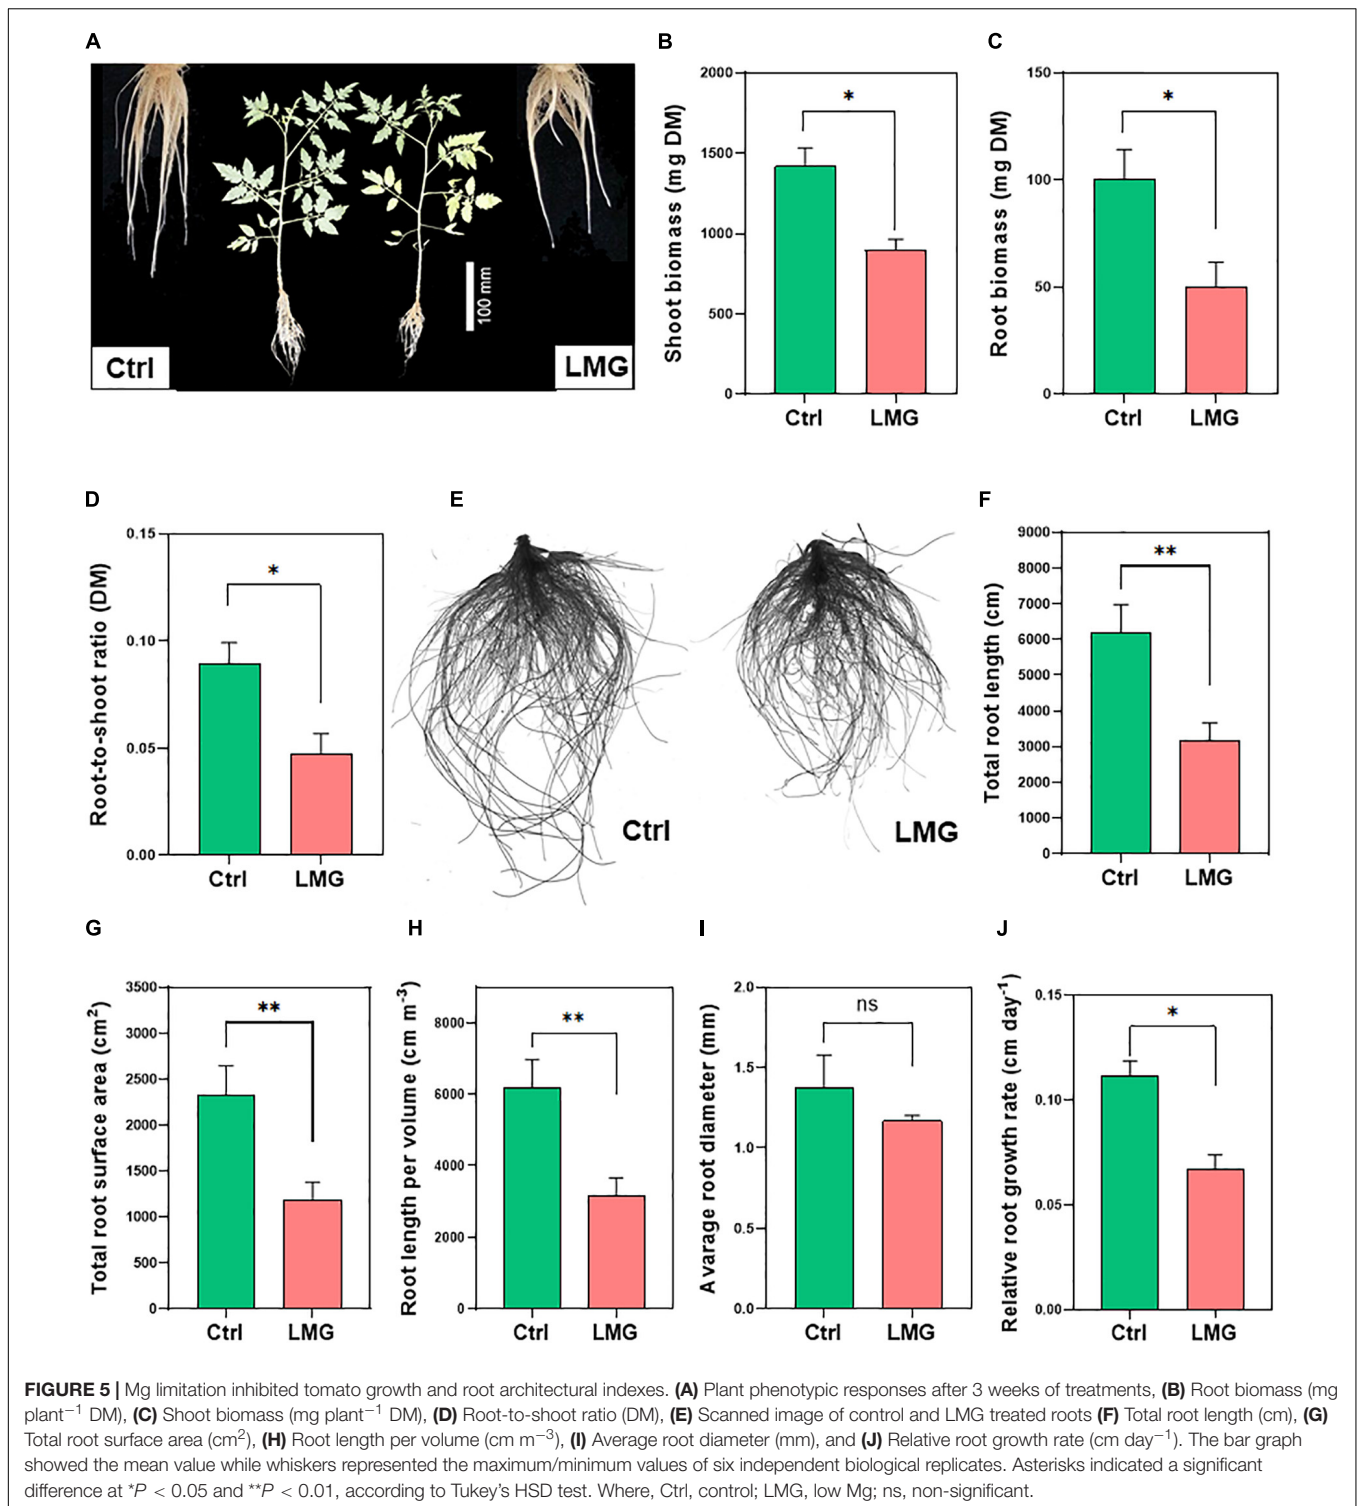 A
B
C
Ctrl
LMG
100 mm
Shoot biomass (mg DM)
2000
1500
1000
500
0
*
Ctrl
LMG
Root biomass (mg DM)
150
100
50
0
*
Ctrl
LMG
D
E
F
Root-to-shoot ratio (DM)
0.15
0.10
0.05
0.00
*
Ctrl
LMG
Ctrl
LMG
Total root length (cm)
9000
8000
7000
6000
5000
4000
3000
2000
1000
0
**
Ctrl
LMG
G
H
I
J
Total root surface area (cm²)
3500
3000
2500
2000
1500
1000
500
0
**
Ctrl
LMG
Root length per volume (cm m⁻³)
8000
6000
4000
2000
0
**
Ctrl
LMG
Avarage root diameter (mm)
2.0
1.5
1.0
0.5
0.0
ns
Ctrl
LMG
Relative root growth rate (cm day⁻¹)
0.15
0.10
0.05
0.00
*
Ctrl
LMG
FIGURE 5 | Mg limitation inhibited tomato growth and root architectural indexes. (A) Plant phenotypic responses after 3 weeks of treatments, (B) Root biomass (mg
plant⁻¹ DM), (C) Shoot biomass (mg plant⁻¹ DM), (D) Root-to-shoot ratio (DM), (E) Scanned image of control and LMG treated roots (F) Total root length (cm), (G)
Total root surface area (cm²), (H) Root length per volume (cm m⁻³), (I) Average root diameter (mm), and (J) Relative root growth rate (cm day⁻¹). The bar graph
showed the mean value while whiskers represented the maximum/minimum values of six independent biological replicates. Asterisks indicated a significant
difference at *P < 0.05 and **P < 0.01, according to Tukey's HSD test. Where, Ctrl, control; LMG, low Mg; ns, non-significant.